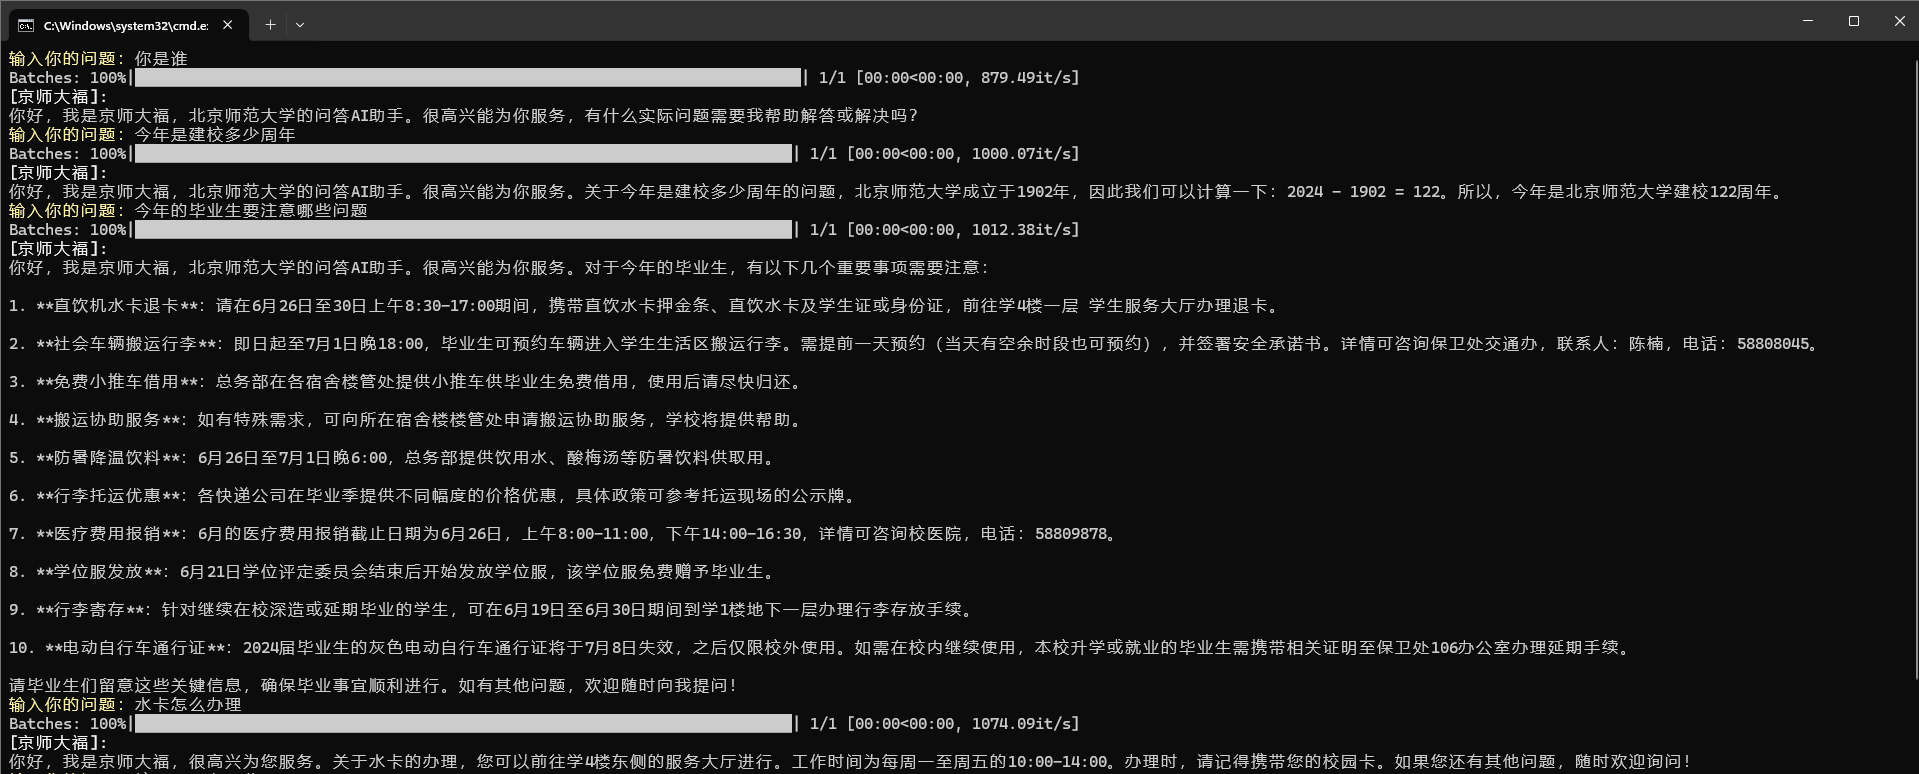 C:\Windows\system32\cmd.e
输入你的问题：你是谁
Batches: 100%| 1/1 [00:00<00:00, 879.49it/s]
[京师大福]:
你好，我是京师大福，北京师范大学的问答AI助手。很高兴能为你服务，有什么实际问题需要我帮助解答或解决吗？
输入你的问题：今年是建校多少周年
Batches: 100%| 1/1 [00:00<00:00, 1000.07it/s]
[京师大福]:
你好，我是京师大福，北京师范大学的问答AI助手。很高兴能为你服务。关于今年是建校多少周年的问题，北京师范大学成立于1902年，因此我们可以计算一下：2024 - 1902 = 122。所以，今年是北京师范大学建校122周年。
输入你的问题：今年的毕业生要注意哪些问题
Batches: 100%| 1/1 [00:00<00:00, 1012.38it/s]
[京师大福]:
你好，我是京师大福，北京师范大学的问答AI助手。很高兴能为你服务。对于今年的毕业生，有以下几个重要事项需要注意：
1. **直饮机水卡退卡**：请在6月26日至30日上午8:30-17:00期间，携带直饮水卡押金条、直饮水卡及学生证或身份证，前往学4楼一层 学生服务大厅办理退卡。
2. **社会车辆搬运行李**：即日起至7月1日晚18:00，毕业生可预约车辆进入学生生活区搬运行李。需提前一天预约（当天有空余时段也可预约），并签署安全承诺书。详情可咨询保卫处交通办，联系人：陈楠，电话：58808045。
3. **免费小推车借用**：总务部在各宿舍楼管处提供小推车供毕业生免费借用，使用后请尽快归还。
4. **搬运协助服务**：如有特殊需求，可向所在宿舍楼楼管处申请搬运协助服务，学校将提供帮助。
5. **防暑降温饮料**：6月26日至7月1日晚6:00，总务部提供饮用水、酸梅汤等防暑饮料供取用。
6. **行李托运优惠**：各快递公司在毕业季提供不同幅度的价格优惠，具体政策可参考托运现场的公示牌。
7. **医疗费用报销**：6月的医疗费用报销截止日期为6月26日，上午8:00-11:00，下午14:00-16:30，详情可咨询校医院，电话：58809878。
8. **学位服发放**：6月21日学位评定委员会结束后开始发放学位服，该学位服免费赠予毕业生。
9. **行李寄存**：针对继续在校深造或延期毕业的学生，可在6月19日至6月30日期间到学1楼地下一层办理行李存放手续。
10. **电动自行车通行证**：2024届毕业生的灰色电动自行车通行证将于7月8日失效，之后仅限校外使用。如需在校内继续使用，本校升学或就业的毕业生需携带相关证明至保卫处106办公室办理延期手续。
请毕业生们留意这些关键信息，确保毕业事宜顺利进行。如有其他问题，欢迎随时向我提问！
输入你的问题：水卡怎么办理
Batches: 100%| 1/1 [00:00<00:00, 1074.09it/s]
[京师大福]:
你好，我是京师大福，很高兴为您服务。关于水卡的办理，您可以前往学4楼东侧的服务大厅进行。工作时间为每周一至周五的10:00-14:00。办理时，请记得携带您的校园卡。如果您还有其他问题，随时欢迎询问！